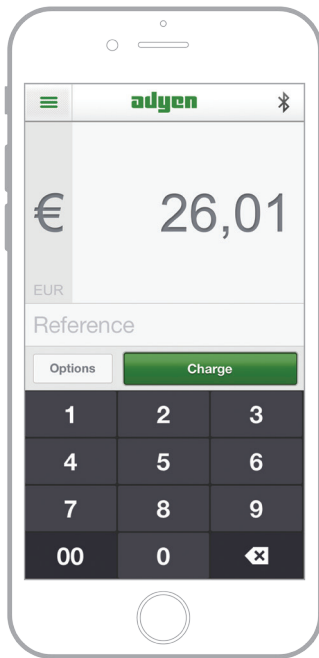 adyen
€ 26,01
EUR
Reference
Options Charge
1 2 3
4 5 6
7 8 9
00 0